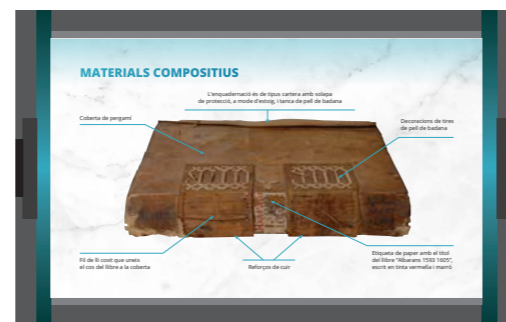 MATERIALS COMPOSITIUS
L'enquadernació és de tipus cartera amb solapa
de protecció, a mode d'estoig, i tanca de pell de badana
Coberta de pergamí
Decoracions de tires
de pell de badana
Fil de lli cosit que uneix
el cos del llibre a la coberta
Reforços de cuir
Etiqueta de paper amb el títol
del llibre "Albarans 1593 1605",
escrit en tinta vermella i marró